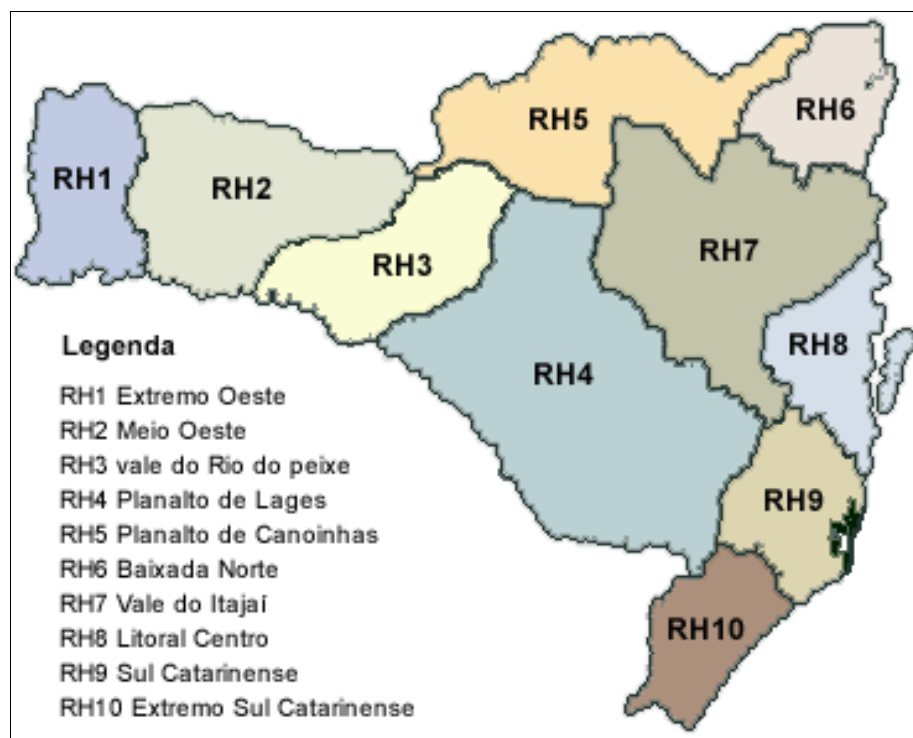 RH5
RH6
RH1
RH2
RH7
RH3
RH8
RH4
RH9
RH10
Legenda
RH1 Extremo Oeste
RH2 Meio Oeste
RH3 vale do Rio do peixe
RH4 Planalto de Lages
RH5 Planalto de Canoinhas
RH6 Baixada Norte
RH7 Vale do Itajaí
RH8 Litoral Centro
RH9 Sul Catarinense
RH10 Extremo Sul Catarinense